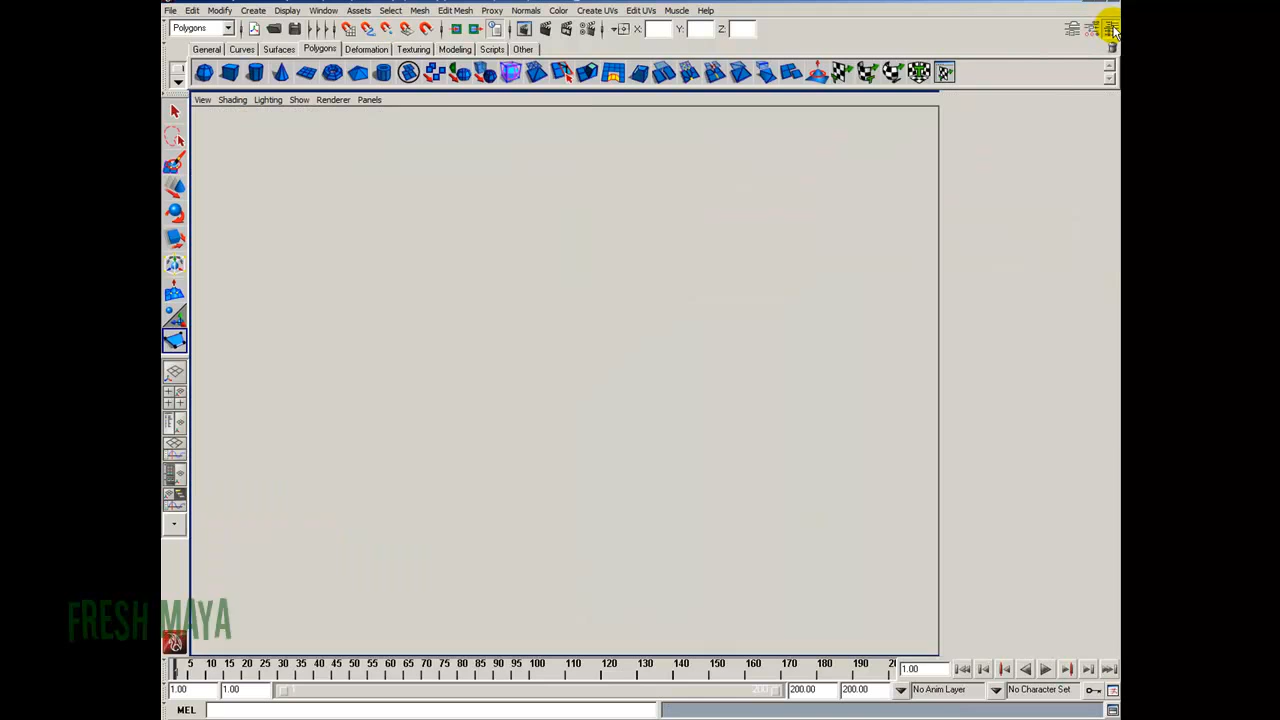 File Edit Modify Create Display Window Assets Select Mesh Edit Mesh Proxy Normals Color Create UVs Edit UVs Muscle Help
Polygons X: Y: Z:
General Curves Surfaces Polygons Deformation Texturing Modeling Scripts Other
View Shading Lighting Show Renderer Panels
FRESH MAYA
5 10 15 20 25 30 35 40 45 50 55 60 65 70 75 80 85 90 95 100 110 120 130 140 150 160 170 180 190 1.00
1.00 1.00 200 200.00 200.00 No Anim Layer No Character Set
MEL